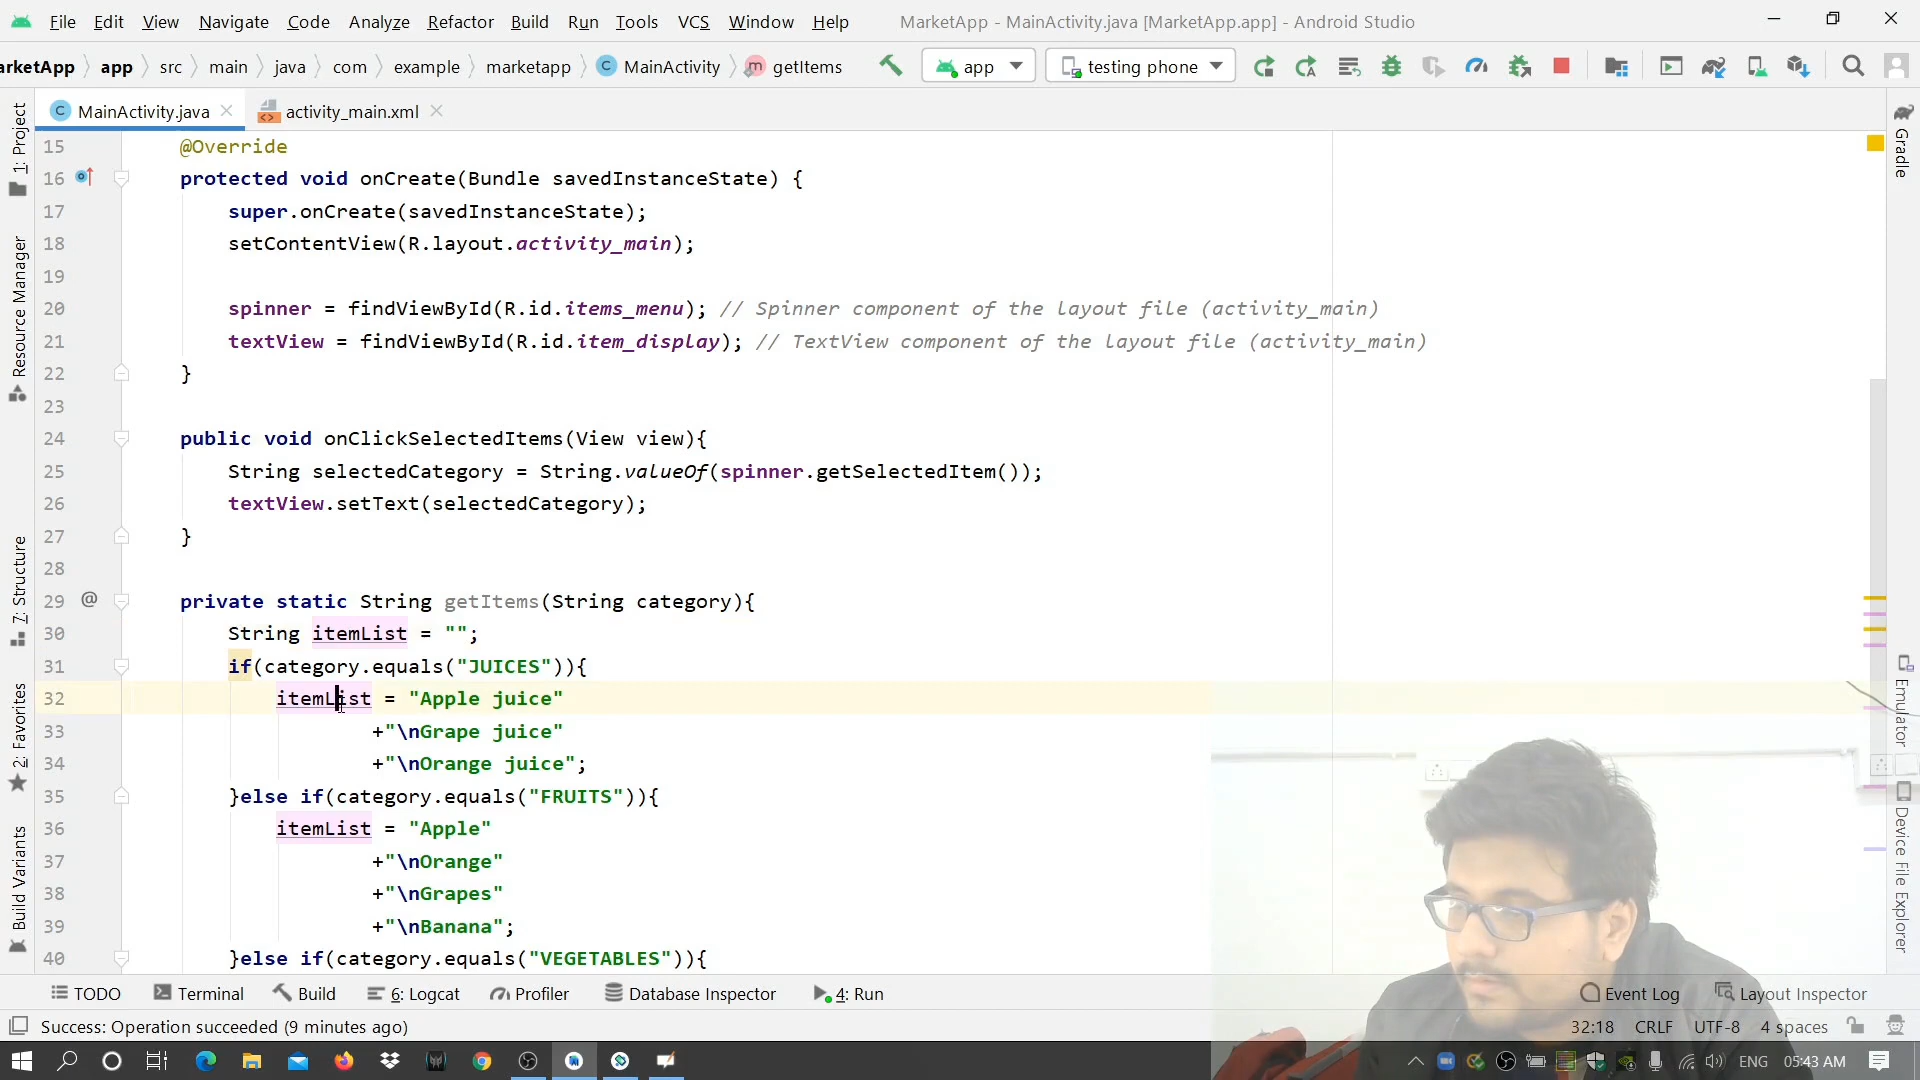 File Edit View Navigate Code Analyze Refactor Build Run Tools VCS Window Help MarketApp - MainActivity.java [MarketApp.app] - Android Studio
arketApp app src main java com example marketapp MainActivity getItems app testing phone
MainActivity.java activity_main.xml
15 @Override
16 protected void onCreate(Bundle savedInstanceState) {
17 super.onCreate(savedInstanceState);
18 setContentView(R.layout.activity_main);
19
20 spinner = findViewById(R.id.items_menu); // Spinner component of the layout file (activity_main)
21 textView = findViewById(R.id.item_display); // TextView component of the layout file (activity_main)
22 }
23
24 public void onClickSelectedItems(View view){
25 String selectedCategory = String.valueOf(spinner.getSelectedItem());
26 textView.setText(selectedCategory);
27 }
28
29 @ private static String getItems(String category){
30 String itemList = "";
31 if(category.equals("JUICES")){
32 itemList = "Apple juice"
33 +"\nGrape juice"
34 +"\nOrange juice";
35 }else if(category.equals("FRUITS")){
36 itemList = "Apple"
37 +"\nOrange"
38 +"\nGrapes"
39 +"\nBanana";
40 }else if(category.equals("VEGETABLES")){
1: Project
Resource Manager
7: Structure
2: Favorites
Build Variants
Gradle
Emulator
Device File Explorer
TODO Terminal Build 6: Logcat Profiler Database Inspector 4: Run Event Log Layout Inspector
Success: Operation succeeded (9 minutes ago) 32:18 CRLF UTF-8 4 spaces
ENG 05:43 AM